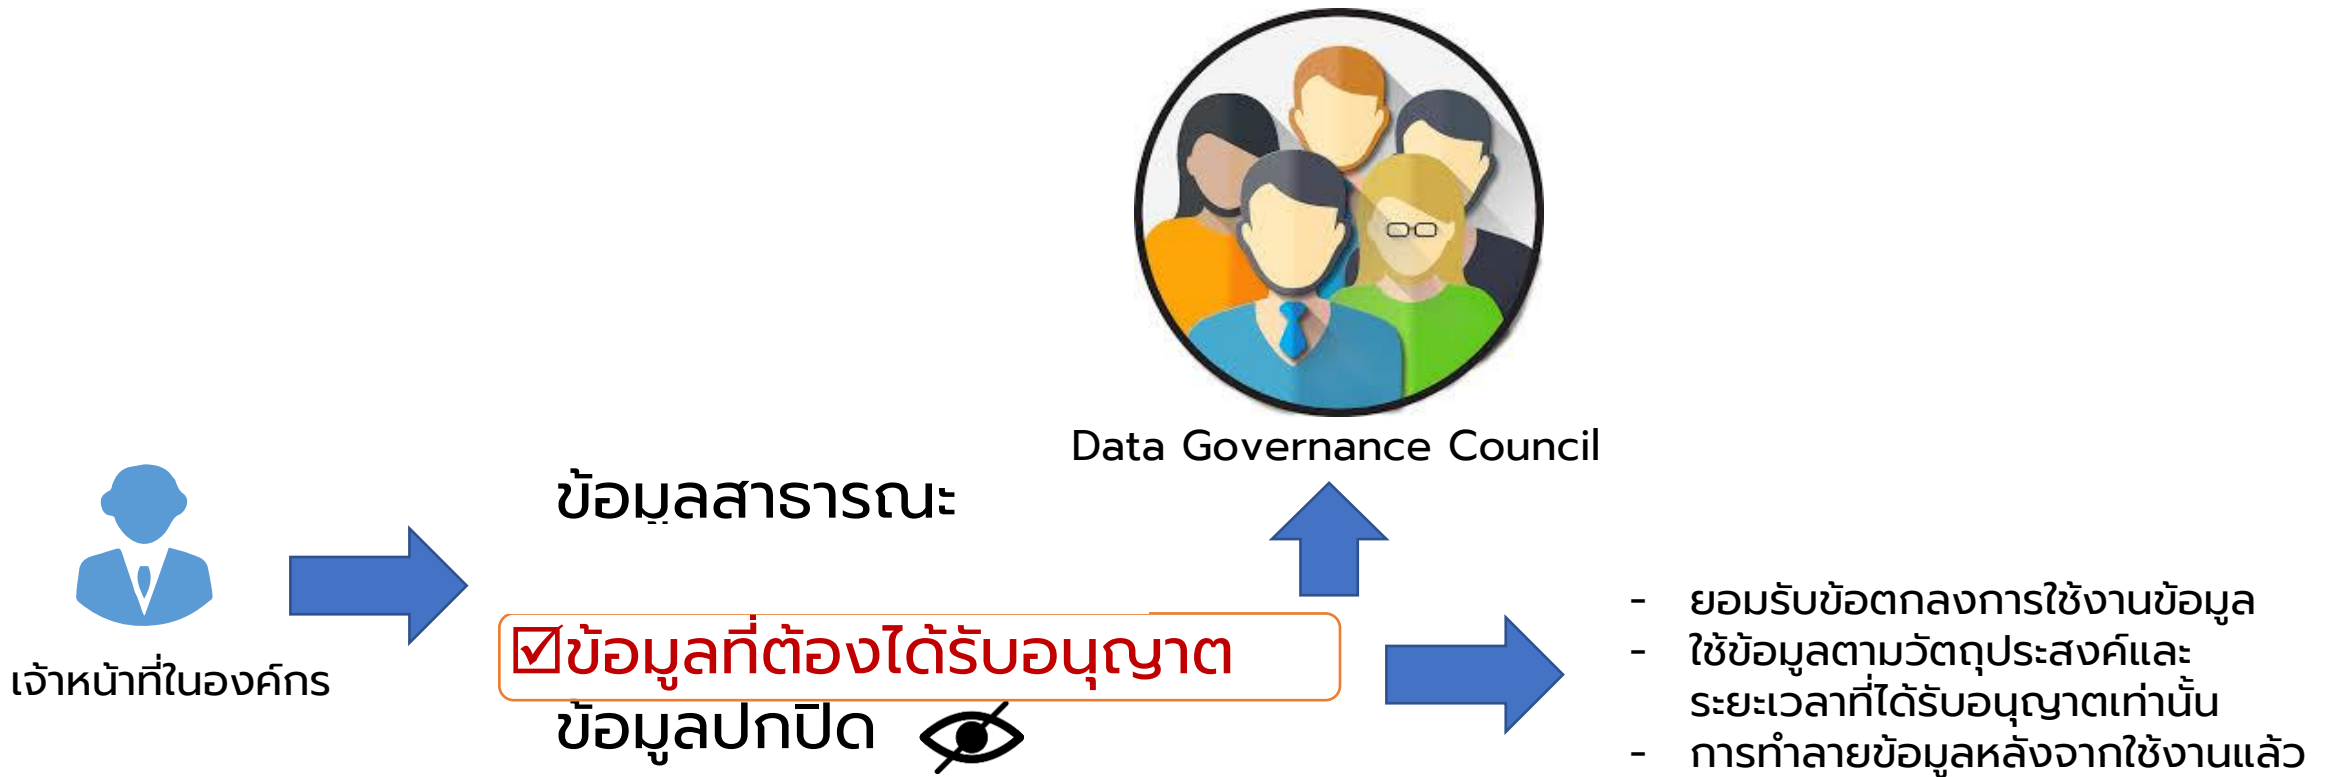 Data Governance Council
ข้อมูลสาธารณะ
ข้อมูลที่ต้องได้รับอนุญาต
ข้อมูลปกปิด
เจ้าหน้าที่ในองค์กร
- ยอมรับข้อตกลงการใช้งานข้อมูล
- ใช้ข้อมูลตามวัตถุประสงค์และ
ระยะเวลาที่ได้รับอนุญาตเท่านั้น
- การทำลายข้อมูลหลังจากใช้งานแล้ว